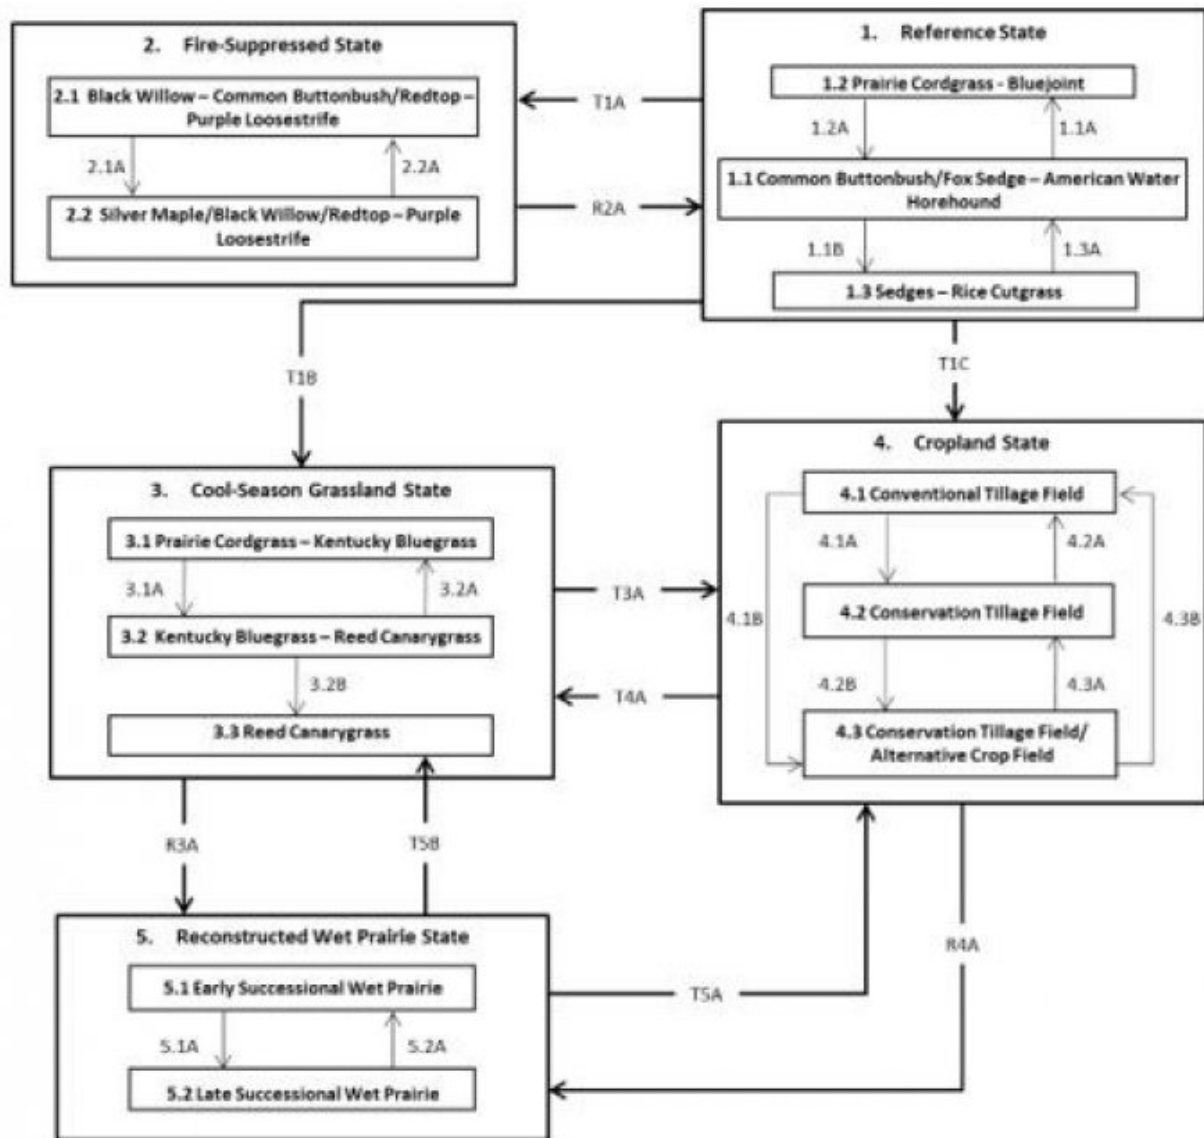 2. Fire-Suppressed State
2.1 Black Willow – Common Buttonbush/Redtop –
Purple Loosestrife
2.1A
2.2A
2.2 Silver Maple/Black Willow/Redtop – Purple
Loosestrife
T1A
R2A
1. Reference State
1.2 Prairie Cordgrass - Bluejoint
1.2A
1.1A
1.1 Common Buttonbush/Fox Sedge – American Water
Horehound
1.1B
1.3A
1.3 Sedges – Rice Cutgrass
T1B
T1C
3. Cool-Season Grassland State
3.1 Prairie Cordgrass – Kentucky Bluegrass
3.1A
3.2A
3.2 Kentucky Bluegrass – Reed Canarygrass
3.2B
3.3 Reed Canarygrass
T3A
T4A
4. Cropland State
4.1 Conventional Tillage Field
4.1A
4.2A
4.1B
4.2 Conservation Tillage Field
4.3B
4.2B
4.3A
4.3 Conservation Tillage Field/
Alternative Crop Field
R3A
T5B
5. Reconstructed Wet Prairie State
5.1 Early Successional Wet Prairie
5.1A
5.2A
5.2 Late Successional Wet Prairie
T5A
R4A